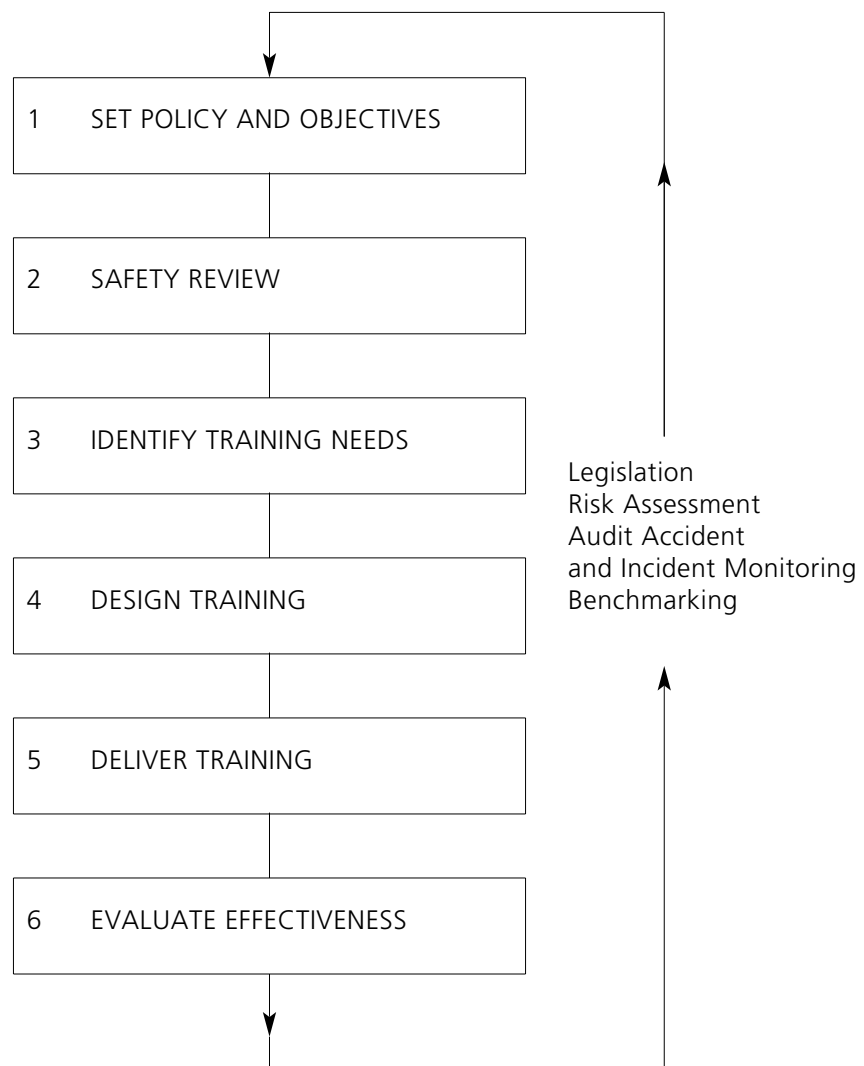 1 SET POLICY AND OBJECTIVES
2 SAFETY REVIEW
3 IDENTIFY TRAINING NEEDS
4 DESIGN TRAINING
5 DELIVER TRAINING
6 EVALUATE EFFECTIVENESS
Legislation
Risk Assessment
Audit Accident
and Incident Monitoring
Benchmarking